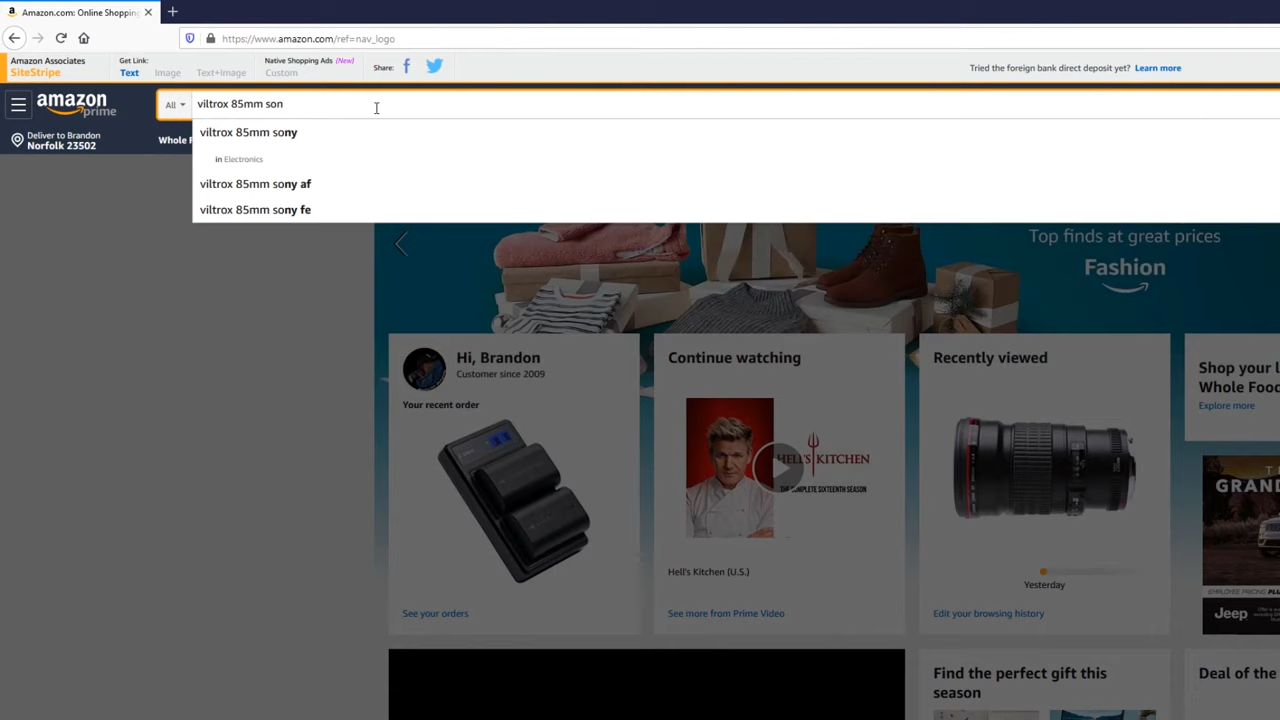 Amazon.com: Online Shopping
https://www.amazon.com/ref=nav_logo
Amazon Associates
SiteStripe
Get Link:
Text Image Text+Image
Native Shopping Ads (New)
Custom
Share:
Tried the foreign bank direct deposit yet? Learn more
amazon
prime
All
viltrox 85mm son
Deliver to Brandon
Norfolk 23502
Whole F
viltrox 85mm sony
in Electronics
viltrox 85mm sony af
viltrox 85mm sony fe
Top finds at great prices
Fashion
Hi, Brandon
Customer since 2009
Your recent order
See your orders
Continue watching
HELL'S KITCHEN
THE COMPLETE SIXTEENTH SEASON
Hell's Kitchen (U.S.)
See more from Prime Video
Recently viewed
Yesterday
Edit your browsing history
Shop your l
Whole Food
Explore more
GRAND
EMPLOYEE PRICING PLU
Jeep
Find the perfect gift this
season
Deal of the